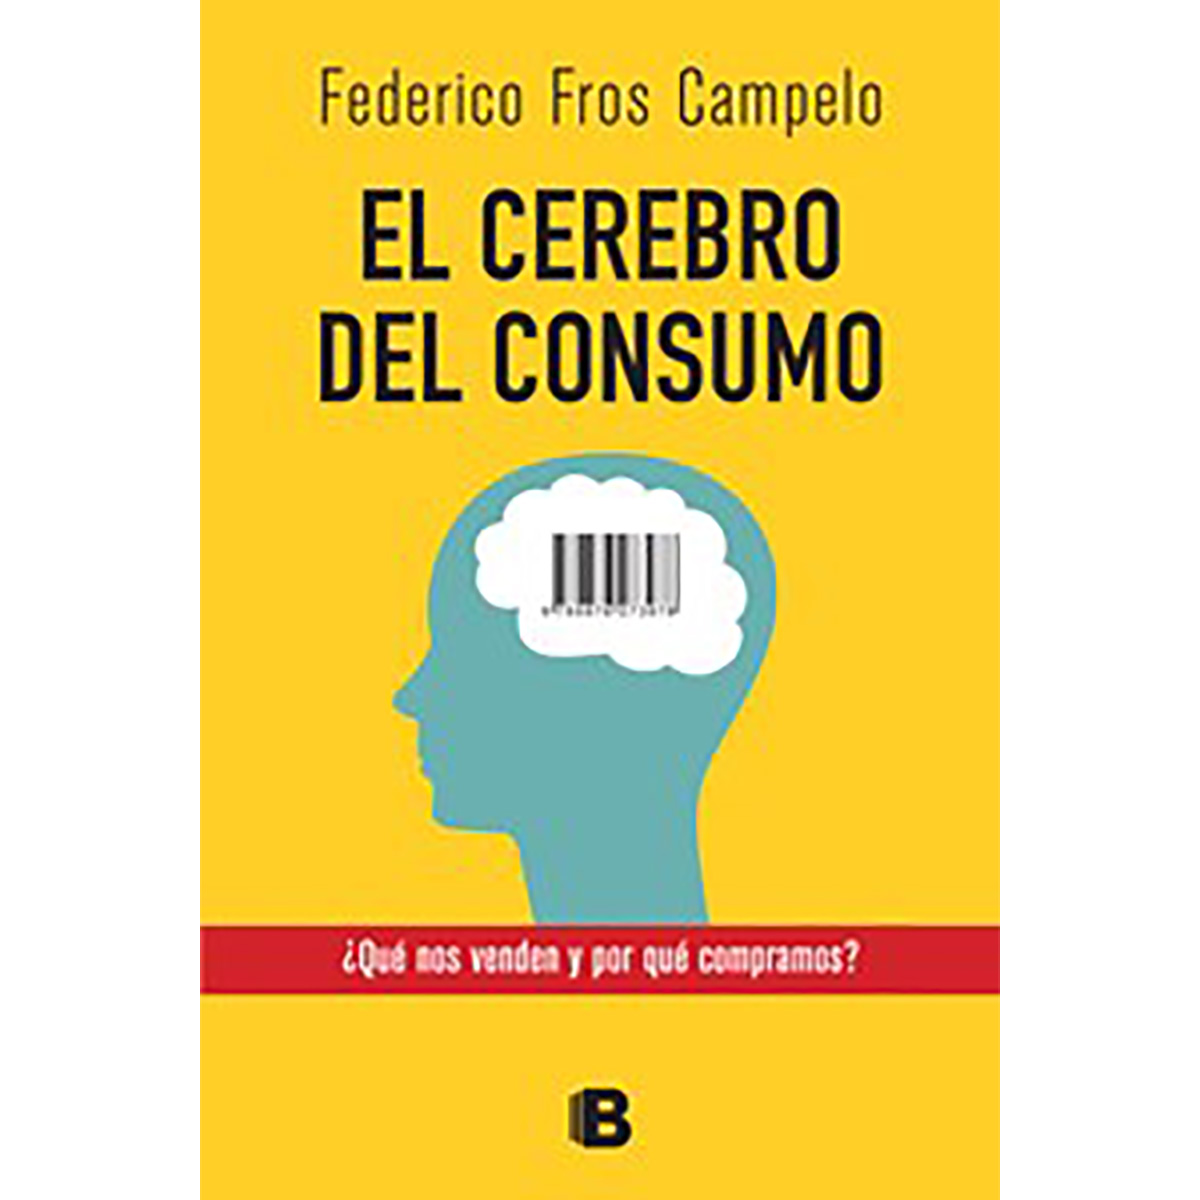 Federico Fros Campelo
EL CEREBRO
DEL CONSUMO
¿Qué nos venden y por qué compramos?
B